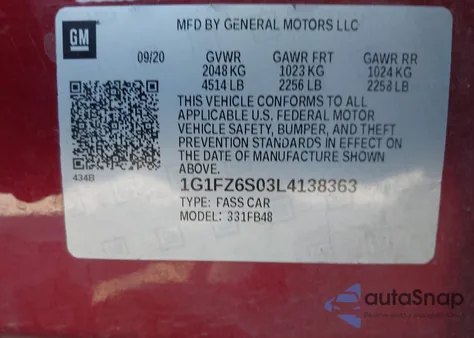 GM
MFD BY GENERAL MOTORS LLC
09/20 GVWR GAWR FRT GAWR RR
2048 KG 1023 KG 1024 KG
4514 LB 2256 LB 2258 LB
THIS VEHICLE CONFORMS TO ALL
APPLICABLE U.S. FEDERAL MOTOR
VEHICLE SAFETY, BUMPER, AND THEFT
PREVENTION STANDARDS IN EFFECT ON
THE DATE OF MANUFACTURE SHOWN
ABOVE.
434B
1G1FZ6S03L4138363
TYPE: PASS CAR
MODEL: 331FB48
autoSnap